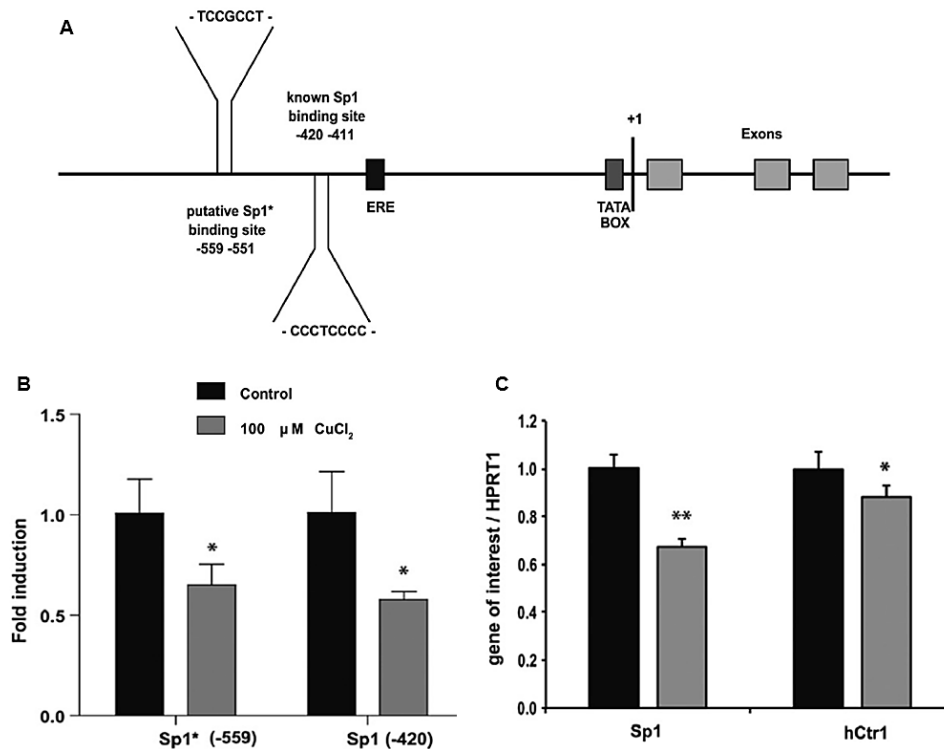 A
- TCCGCCT -
known Sp1
binding site
-420 -411
+1
Exons
putative Sp1*
binding site
-559 -551
ERE
TATA
BOX
- CCCTCCCC -
B
Control
100 μM CuCl₂
Fold induction
1.5
1.0
0.5
0.0
*
*
Sp1* (-559)
Sp1 (-420)
C
gene of interest / HPRT1
1.2
1.0
0.8
0.6
0.4
0.2
0.0
**
*
Sp1
hCtr1